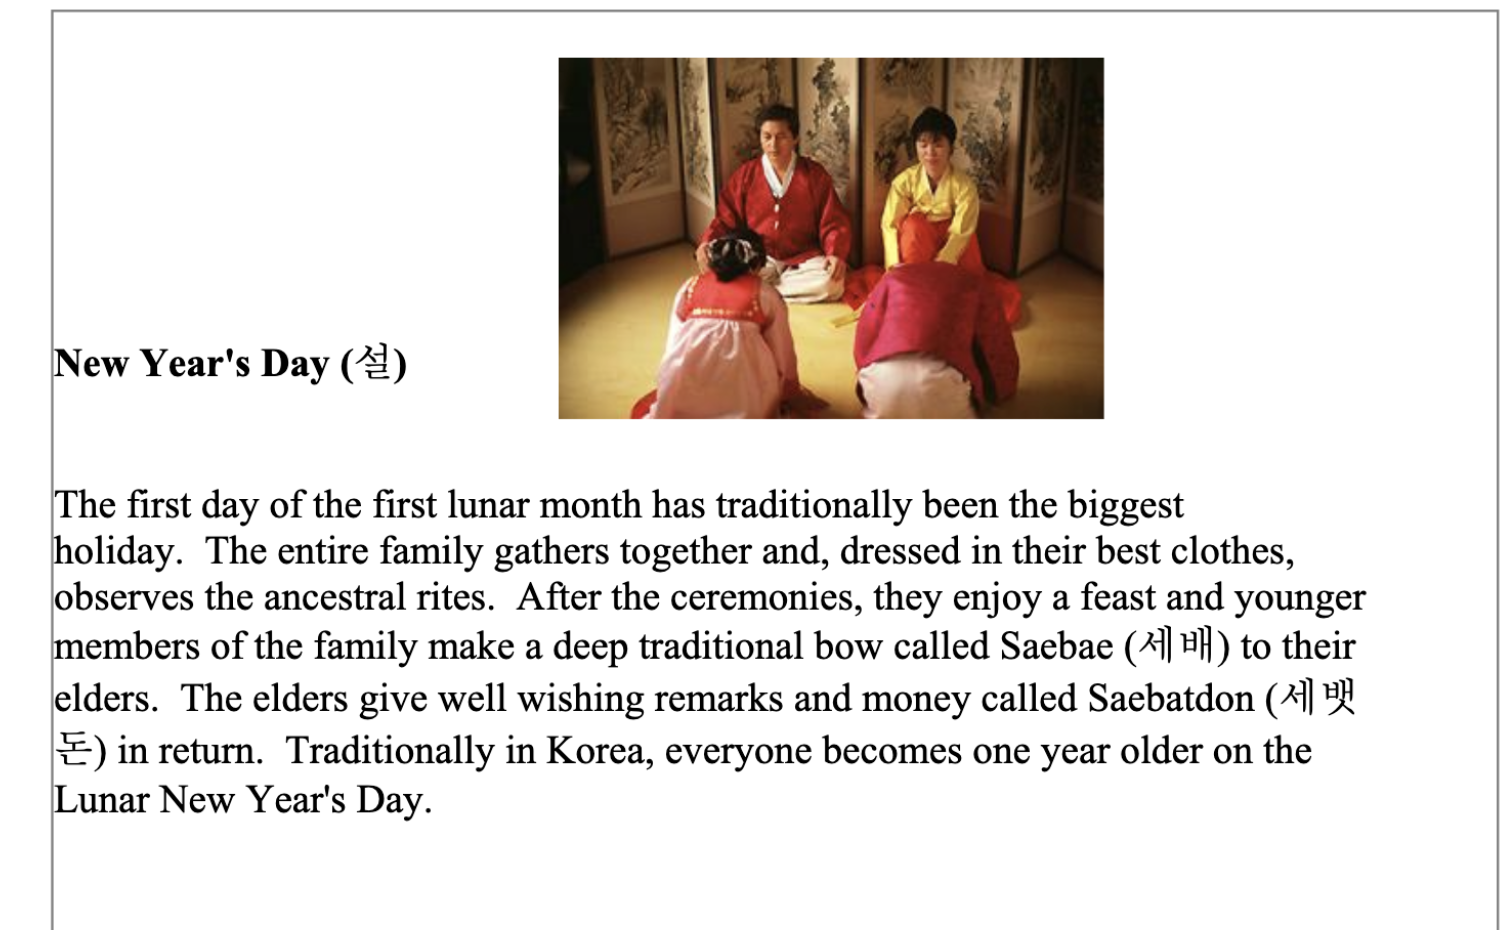 New Year's Day (설)
The first day of the first lunar month has traditionally been the biggest
holiday.  The entire family gathers together and, dressed in their best clothes,
observes the ancestral rites.  After the ceremonies, they enjoy a feast and younger
members of the family make a deep traditional bow called Saebae (세배) to their
elders.  The elders give well wishing remarks and money called Saebatdon (세뱃
돈) in return.  Traditionally in Korea, everyone becomes one year older on the
Lunar New Year's Day.